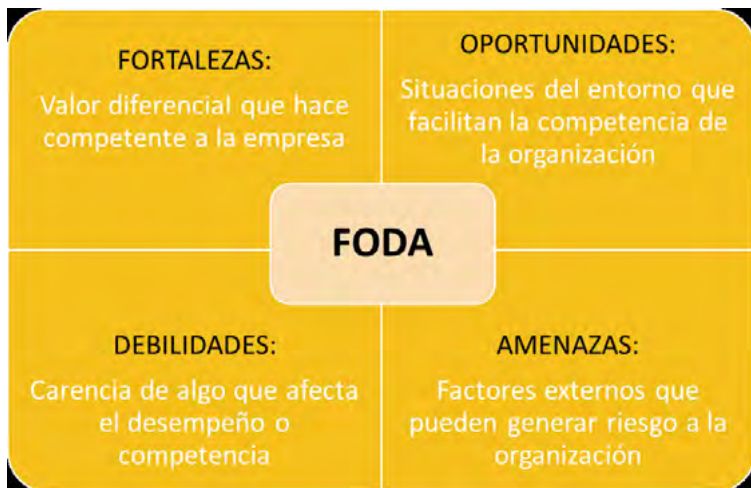 FORTALEZAS:
Valor diferencial que hace
competente a la empresa
OPORTUNIDADES:
Situaciones del entorno que
facilitan la competencia de
la organización
FODA
DEBILIDADES:
Carencia de algo que afecta
el desempeño o
competencia
AMENAZAS:
Factores externos que
pueden generar riesgo a la
organización